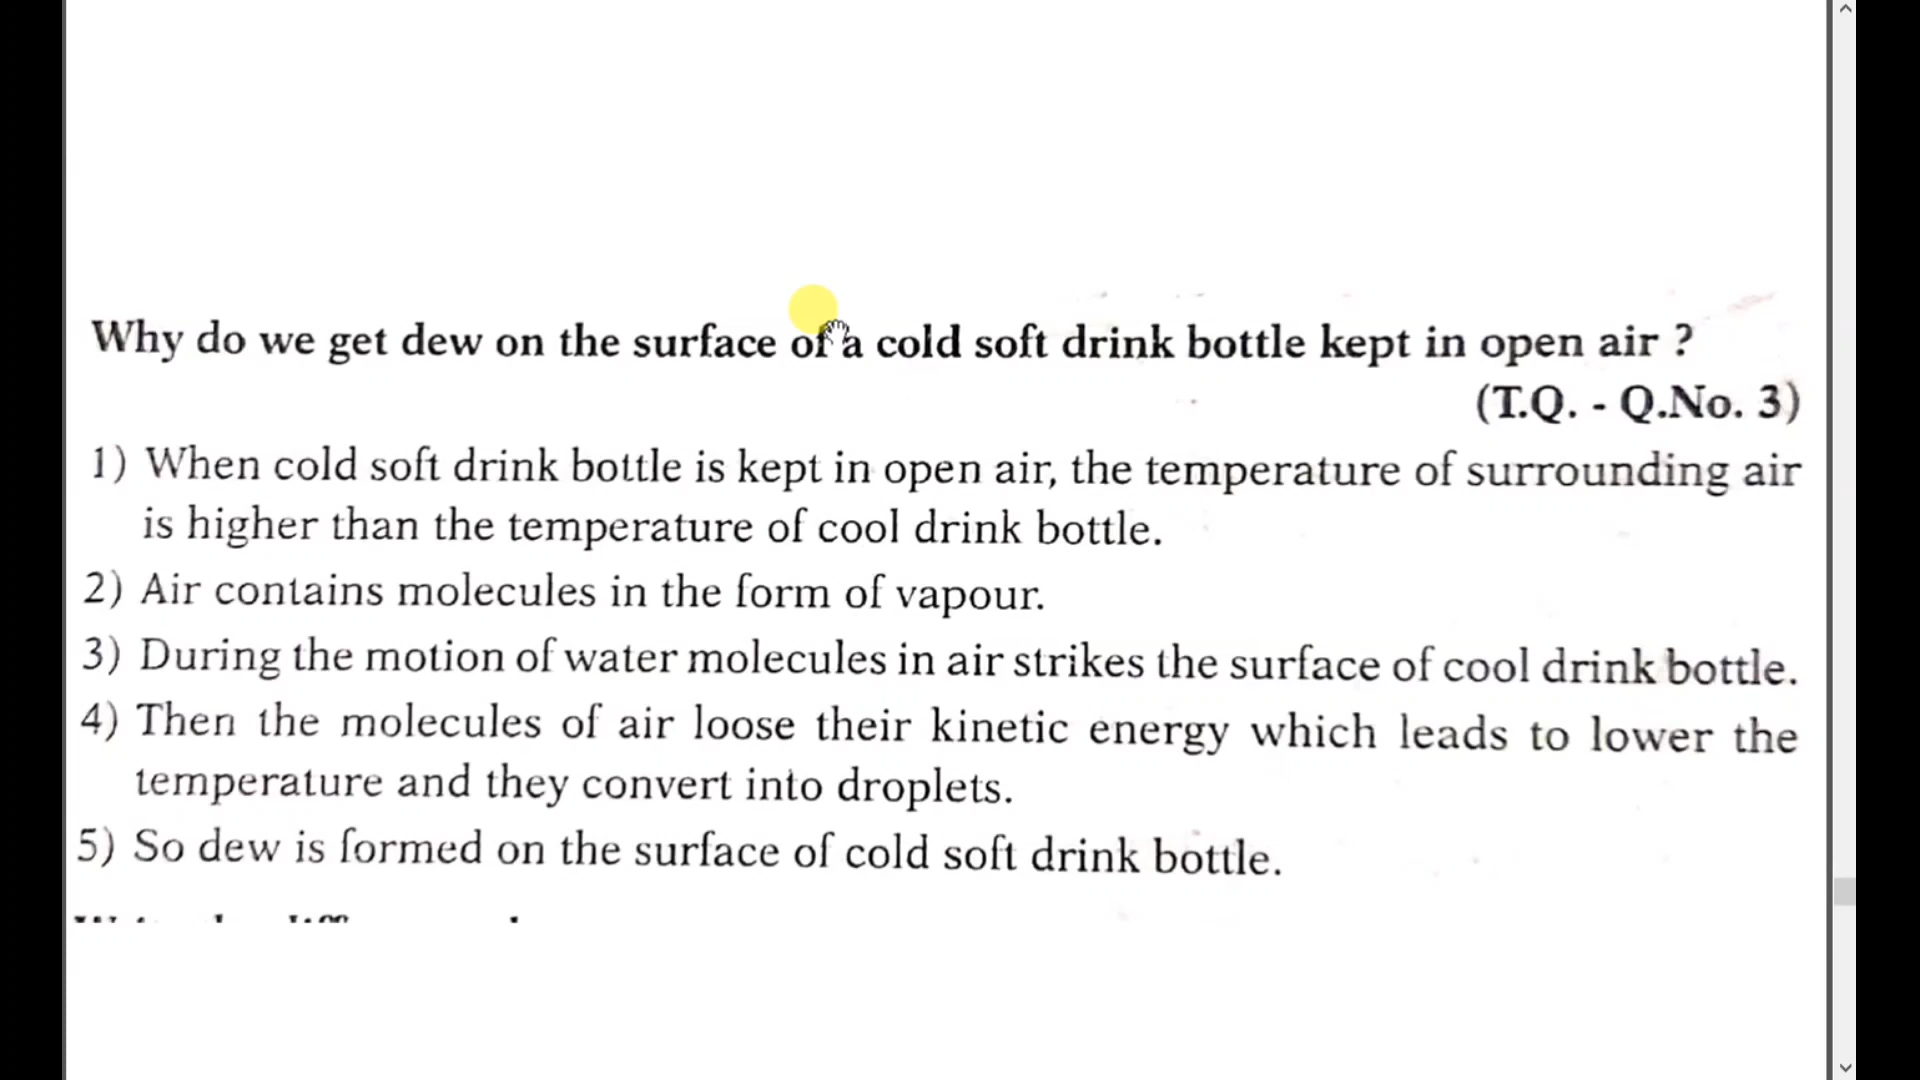 Why do we get dew on the surface of a cold soft drink bottle kept in open air ?
(T.Q. - Q.No. 3)
1) When cold soft drink bottle is kept in open air, the temperature of surrounding air
is higher than the temperature of cool drink bottle.
2) Air contains molecules in the form of vapour.
3) During the motion of water molecules in air strikes the surface of cool drink bottle.
4) Then the molecules of air loose their kinetic energy which leads to lower the
temperature and they convert into droplets.
5) So dew is formed on the surface of cold soft drink bottle.